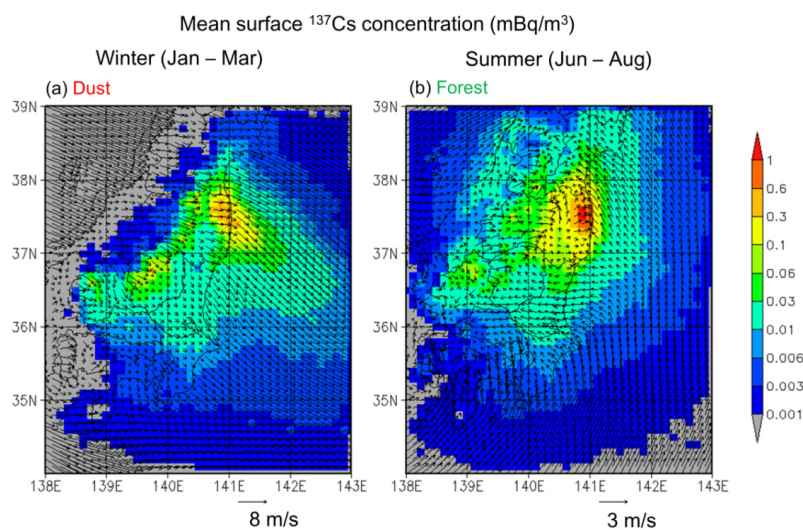 Mean surface ¹³⁷Cs concentration (mBq/m³)
Winter (Jan – Mar)
Summer (Jun – Aug)
(a) Dust
(b) Forest
39N
38N
37N
36N
35N
138E 139E 140E 141E 142E 143E
8 m/s
39N
38N
37N
36N
35N
138E 139E 140E 141E 142E 143E
3 m/s
1
0.6
0.3
0.1
0.06
0.03
0.01
0.006
0.003
0.001